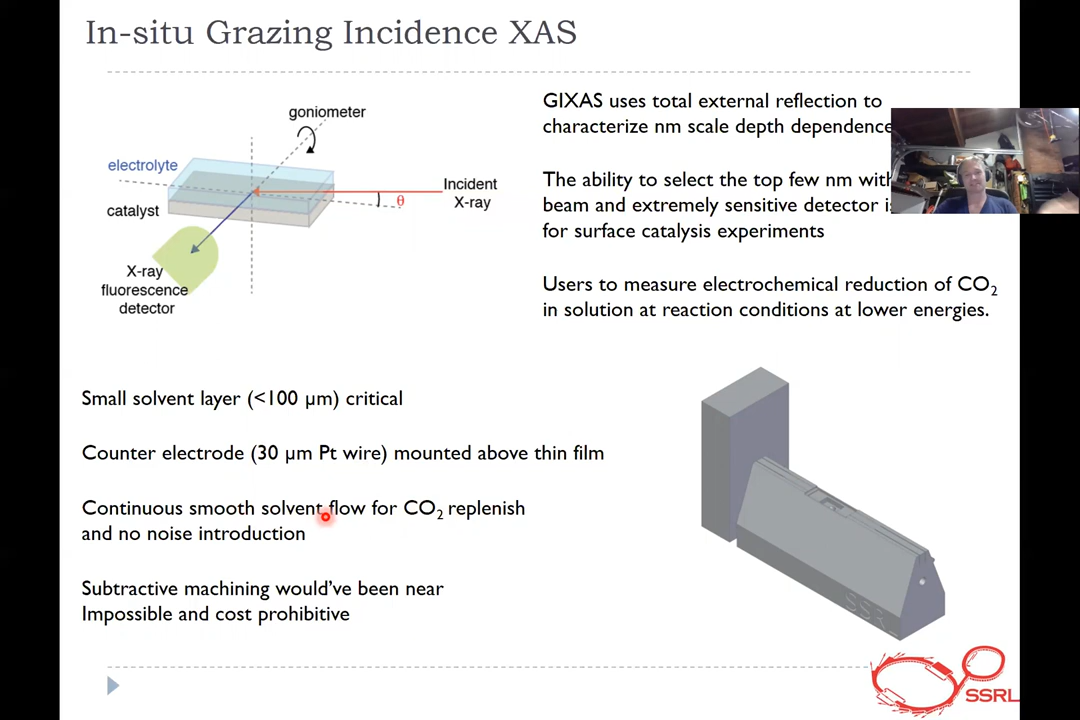 In-situ Grazing Incidence XAS
goniometer
electrolyte
catalyst
Incident
X-ray
θ
X-ray
fluorescence
detector
GIXAS uses total external reflection to
characterize nm scale depth dependence
The ability to select the top few nm with
beam and extremely sensitive detector
for surface catalysis experiments
Users to measure electrochemical reduction of CO2
in solution at reaction conditions at lower energies.
Small solvent layer (<100 µm) critical
Counter electrode (30 µm Pt wire) mounted above thin film
Continuous smooth solvent flow for CO2 replenish
and no noise introduction
Subtractive machining would've been near
Impossible and cost prohibitive
SSRL
SSRL